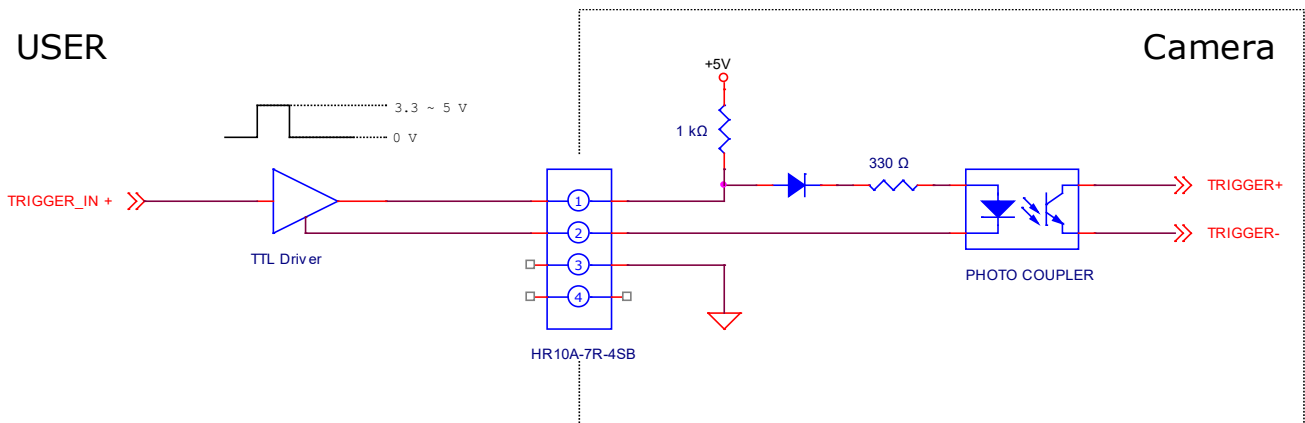 USER
Camera
+5V
3.3 ~ 5 V
1 kΩ
0 V
330 Ω
TRIGGER_IN +
1
TRIGGER+
2
TRIGGER-
TTL Driver
3
PHOTO COUPLER
4
HR10A-7R-4SB